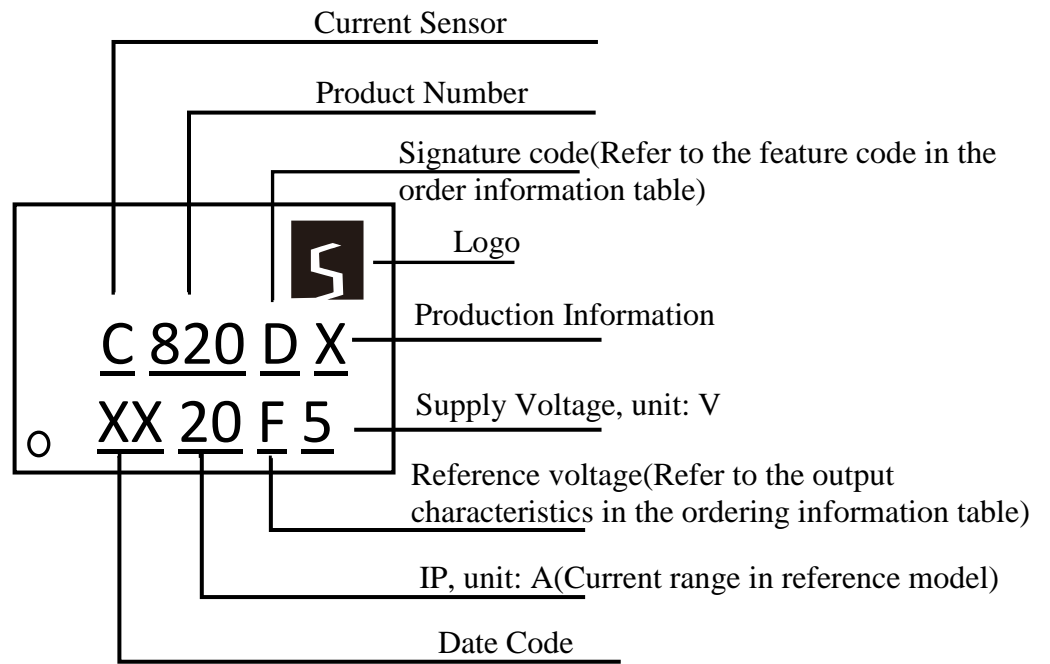 Current Sensor
Product Number
Signature code(Refer to the feature code in the
order information table)
Logo
Production Information
C 820 D X
XX 20 F 5
Supply Voltage, unit: V
Reference voltage(Refer to the output
characteristics in the ordering information table)
IP, unit: A(Current range in reference model)
Date Code